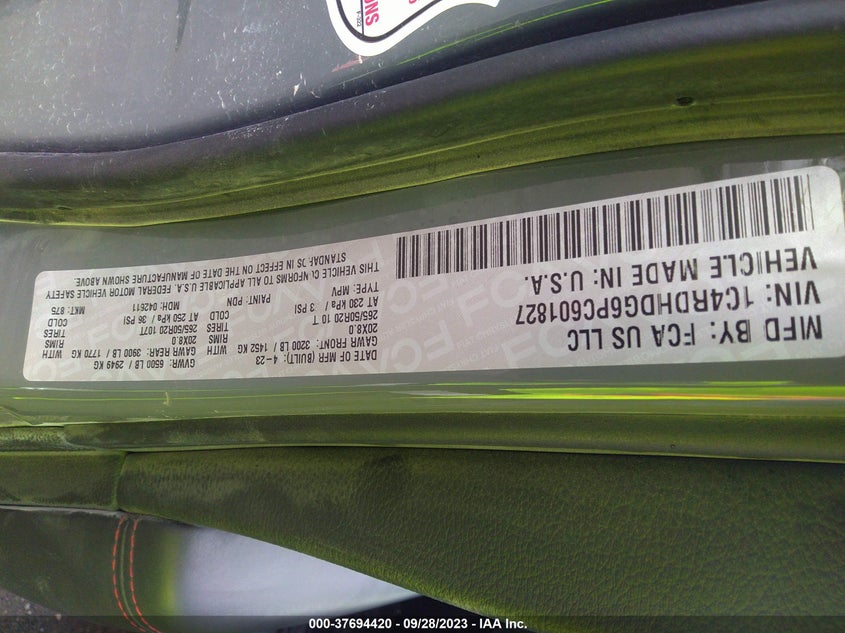 MFD BY: FCA US LLC
VIN: 1C4RDHDG6PC601827
VEHICLE MADE IN: U.S.A.
DATE OF MFR (BUILT): 4-23
GVWR: 6500 LB / 2949 KG
GAWR FRONT: 3200 LB / 1452 KG
GAWR REAR: 3900 LB / 1770 KG
WITH
WITH
20X8.0
RIMS
20X8.0
RIMS
265/50R20 107T
TIRES
265/50R20 107T
TIRES
AT 230 kPa / 33 PSI
COLD
AT 250 kPa / 36 PSI
COLD
TYPE: MPV
PAINT: PDN
MDH: 042611
MKT: 875
THIS VEHICLE CONFORMS TO ALL APPLICABLE U.S.A. FEDERAL MOTOR VEHICLE SAFETY
STANDARDS IN EFFECT ON THE DATE OF MANUFACTURE SHOWN ABOVE.
000-37694420 - 09/28/2023 - IAA Inc.